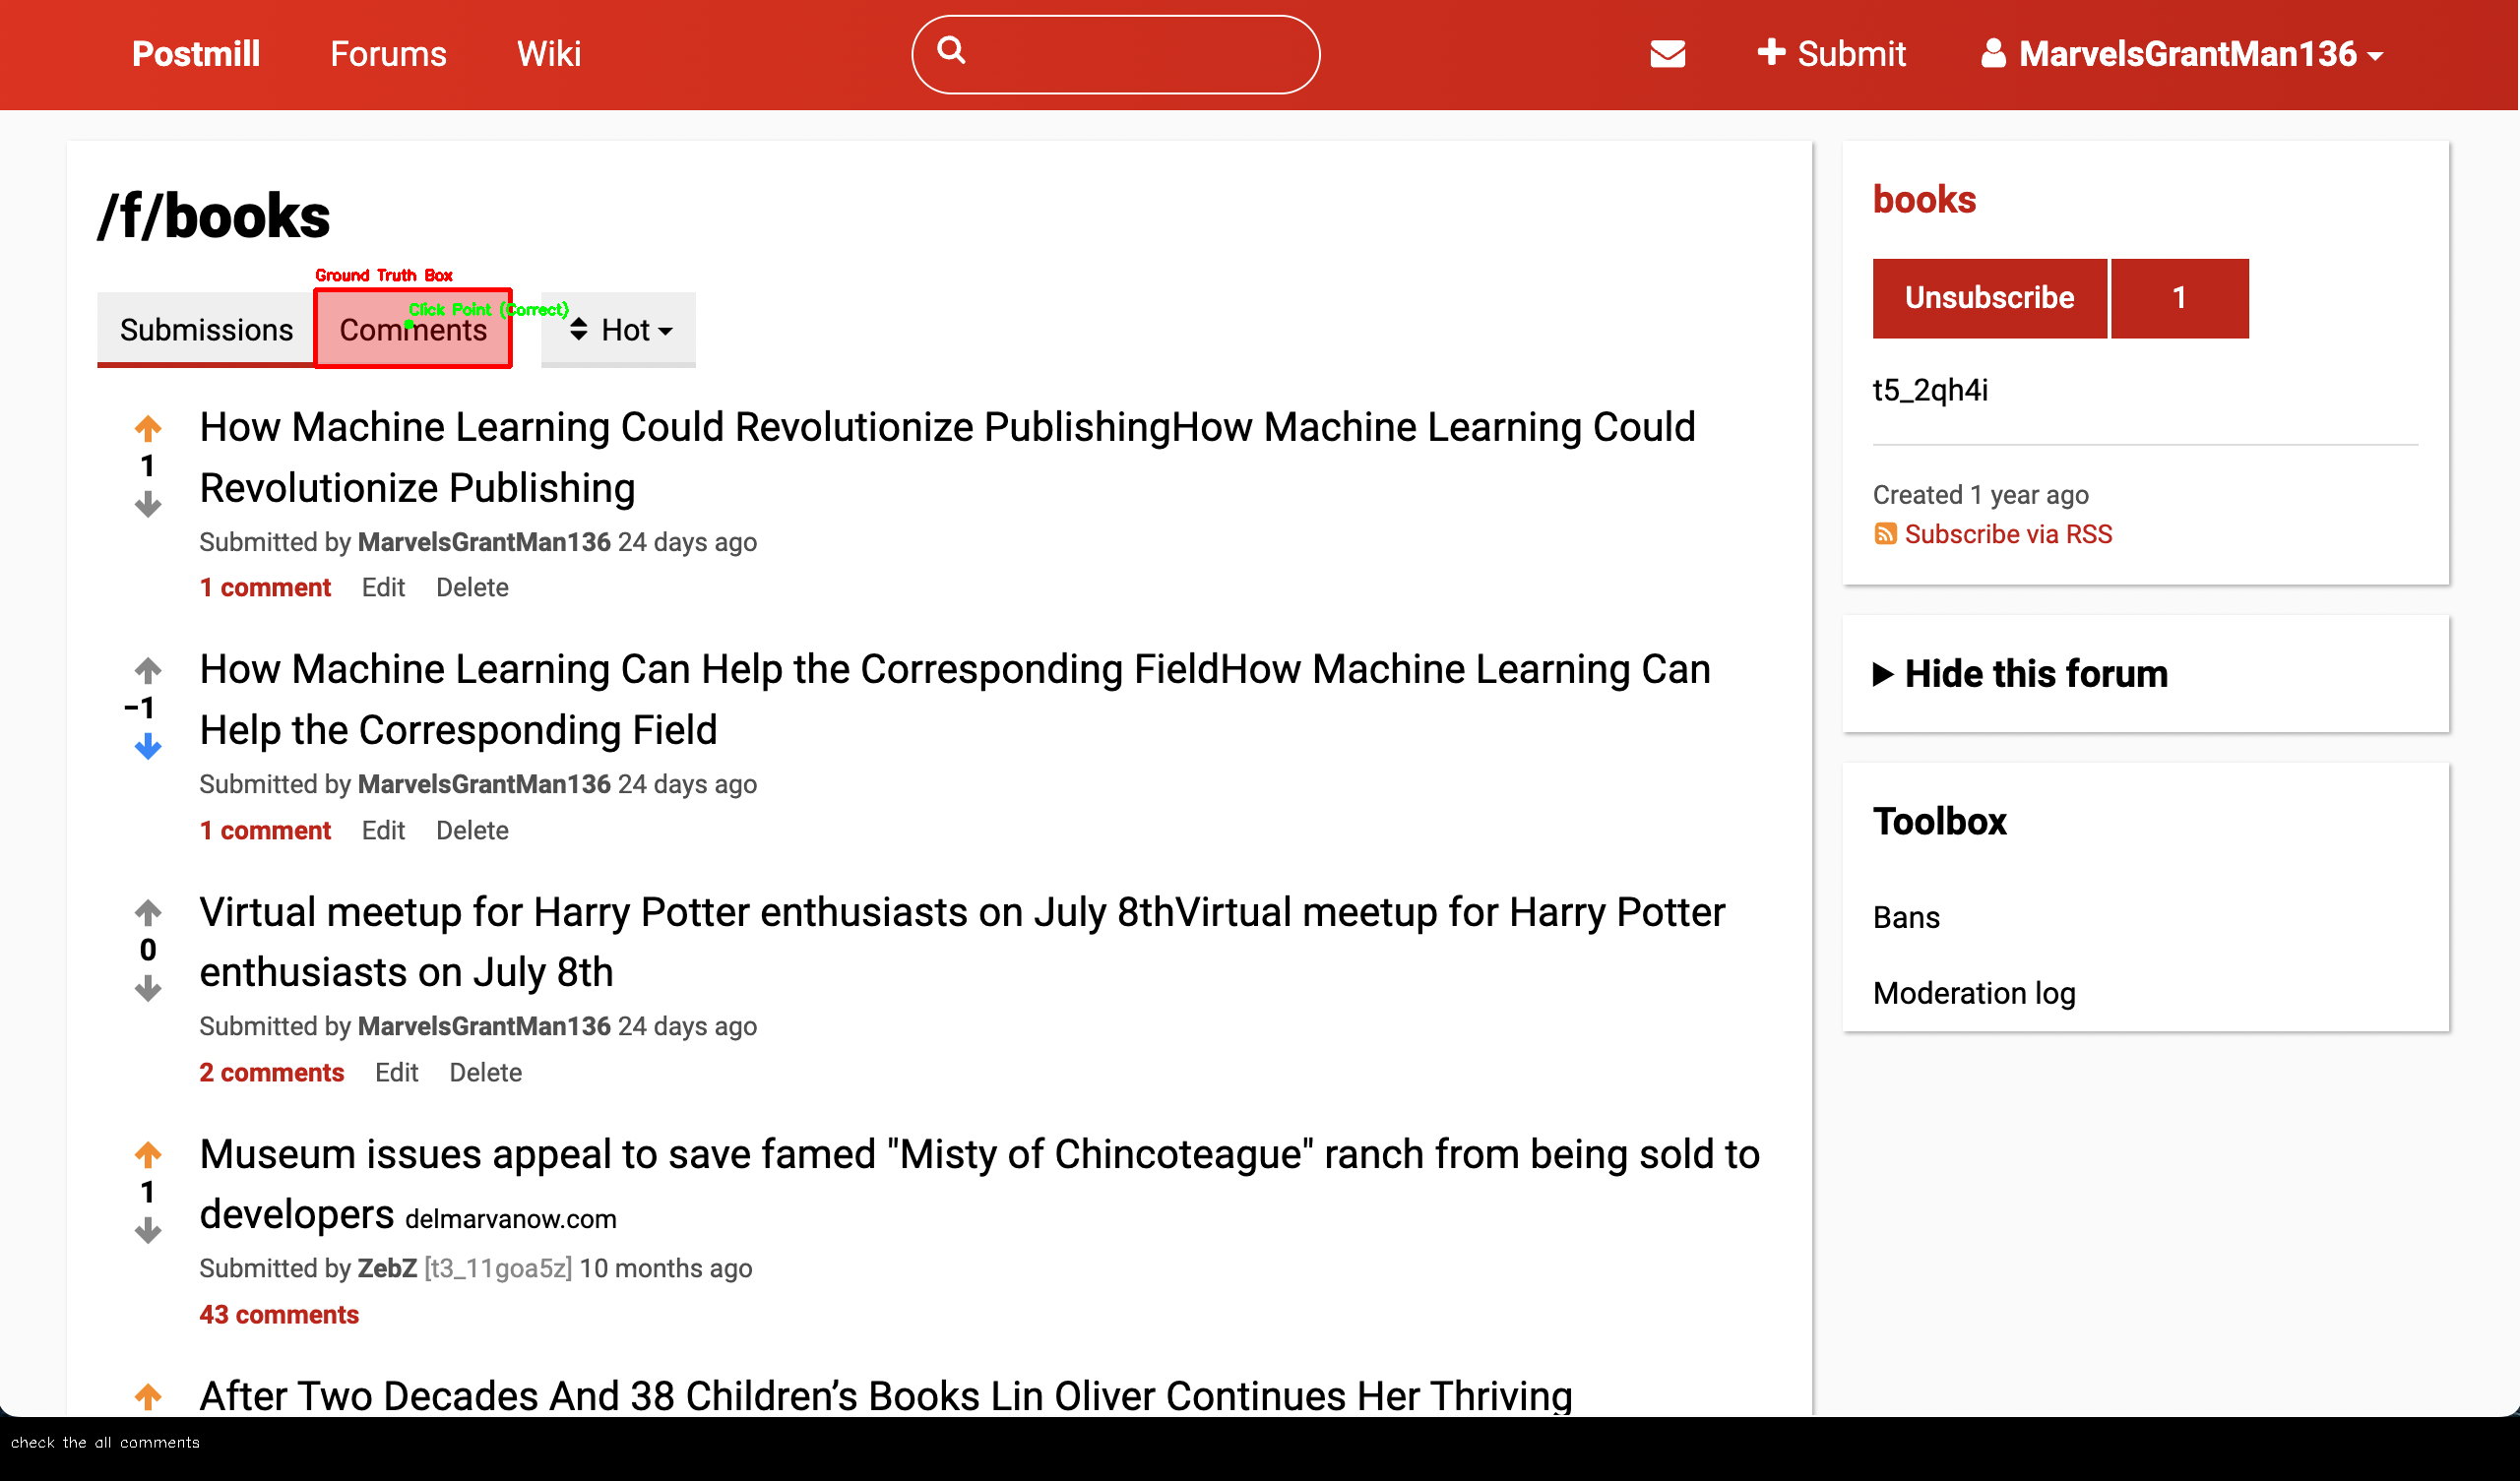 Postmill Forums Wiki Submit MarvelsGrantMan136
/f/books
Ground Truth Box
Click Point (Correct)
Submissions Comments Hot
How Machine Learning Could Revolutionize PublishingHow Machine Learning Could
Revolutionize Publishing
1
Submitted by MarvelsGrantMan136 24 days ago
1 comment Edit Delete
How Machine Learning Can Help the Corresponding FieldHow Machine Learning Can
Help the Corresponding Field
−1
Submitted by MarvelsGrantMan136 24 days ago
1 comment Edit Delete
Virtual meetup for Harry Potter enthusiasts on July 8thVirtual meetup for Harry Potter
enthusiasts on July 8th
0
Submitted by MarvelsGrantMan136 24 days ago
2 comments Edit Delete
Museum issues appeal to save famed "Misty of Chincoteague" ranch from being sold to
developers delmarvanow.com
1
Submitted by ZebZ [t3_11goa5z] 10 months ago
43 comments
After Two Decades And 38 Children’s Books Lin Oliver Continues Her Thriving
books
Unsubscribe 1
t5_2qh4i
Created 1 year ago
Subscribe via RSS
Hide this forum
Toolbox
Bans
Moderation log
check the all comments